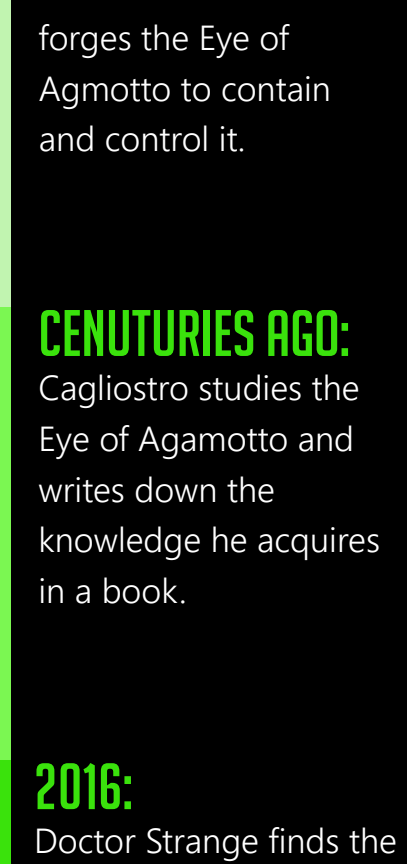 forges the Eye of
Agmotto to contain
and control it.
CENUTURIES AGO:
Cagliostro studies the
Eye of Agamotto and
writes down the
knowledge he acquires
in a book.
2016:
Doctor Strange finds the